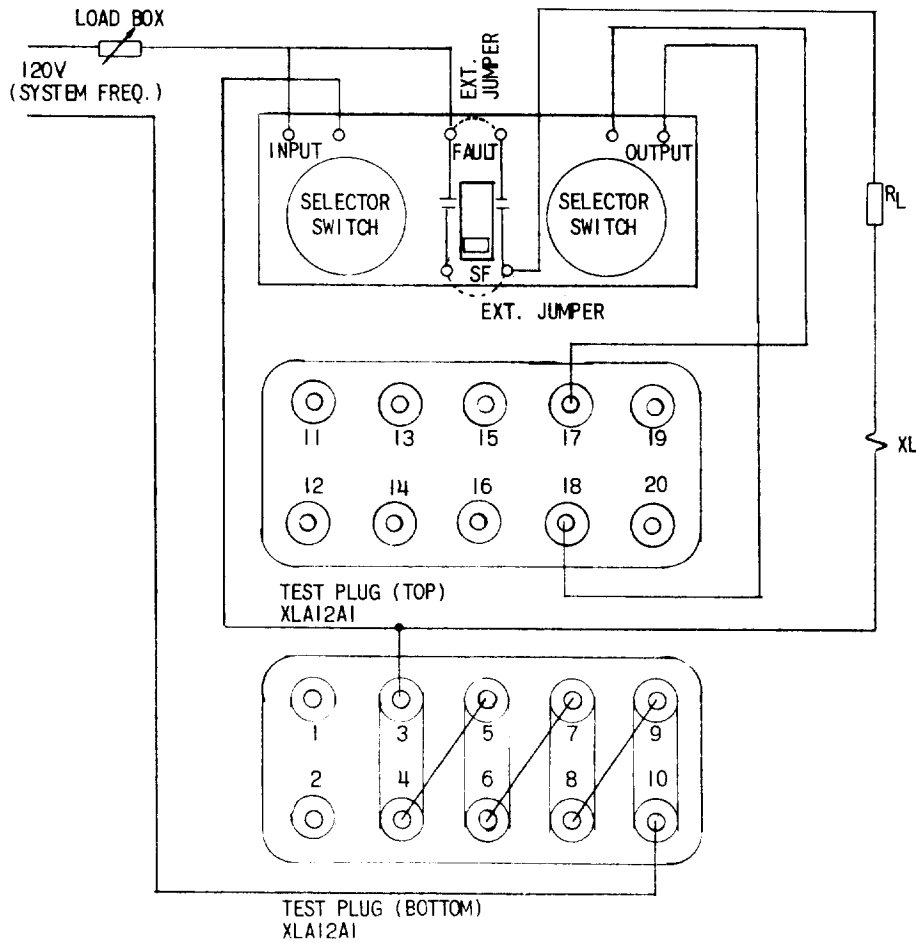 LOAD BOX
120V
(SYSTEM FREQ.)
EXT.
JUMPER
INPUT
FAULT
OUTPUT
SELECTOR
SWITCH
SELECTOR
SWITCH
SF
EXT. JUMPER
RL
XL
11 13 15 17 19
12 14 16 18 20
TEST PLUG (TOP)
XLA12A1
1 3 5 7 9
2 4 6 8 10
TEST PLUG (BOTTOM)
XLA12A1